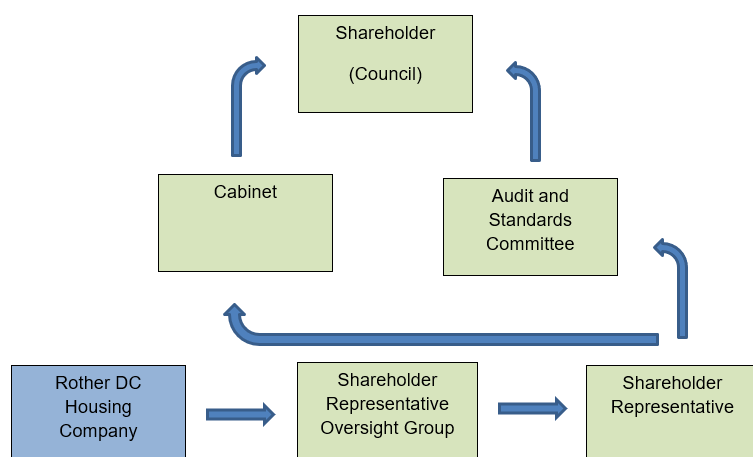 Shareholder
(Council)
Cabinet
Audit and
Standards
Committee
Rother DC
Housing
Company
Shareholder
Representative
Oversight Group
Shareholder
Representative